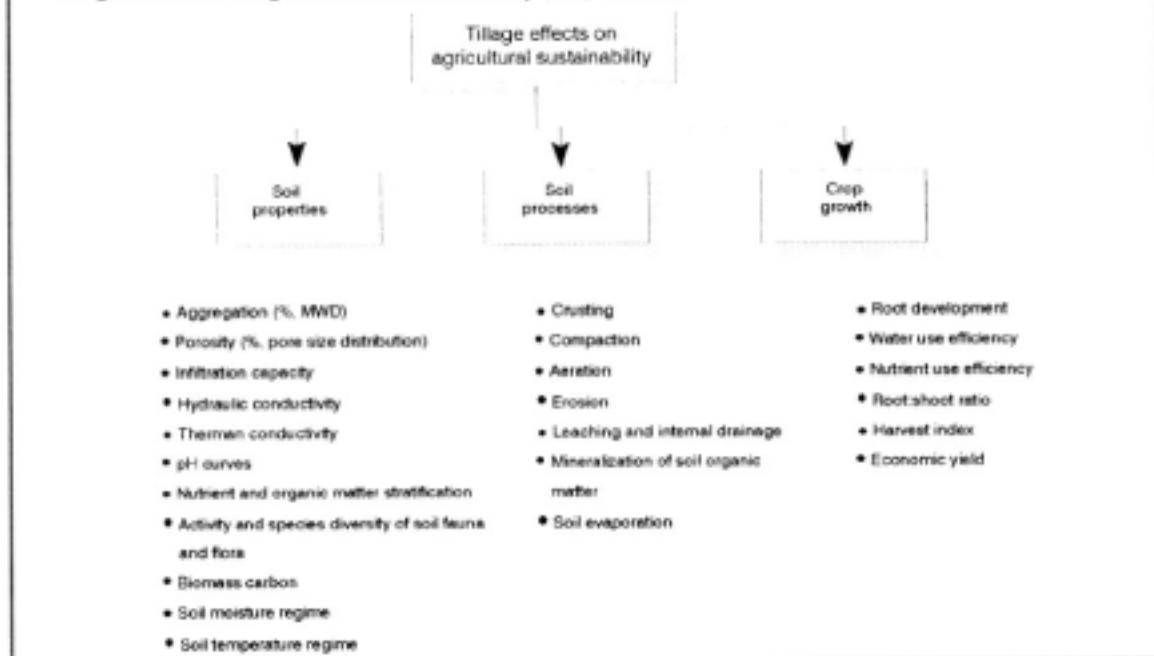 Tillage effects on
agricultural sustainability
Soil
properties
Soil
processes
Crop
growth
• Aggregation (%, MWD)
• Porosity (%, pore size distribution)
• Infiltration capacity
• Hydraulic conductivity
• Therman conductivity
• pH curves
• Nutrient and organic matter stratification
• Activity and species diversity of soil fauna
and flora
• Biomass carbon
• Soil moisture regime
• Soil temperature regime
• Crusting
• Compaction
• Aeration
• Erosion
• Leaching and internal drainage
• Mineralization of soil organic
matter
• Soil evaporation
• Root development
• Water use efficiency
• Nutrient use efficiency
• Root:shoot ratio
• Harvest index
• Economic yield